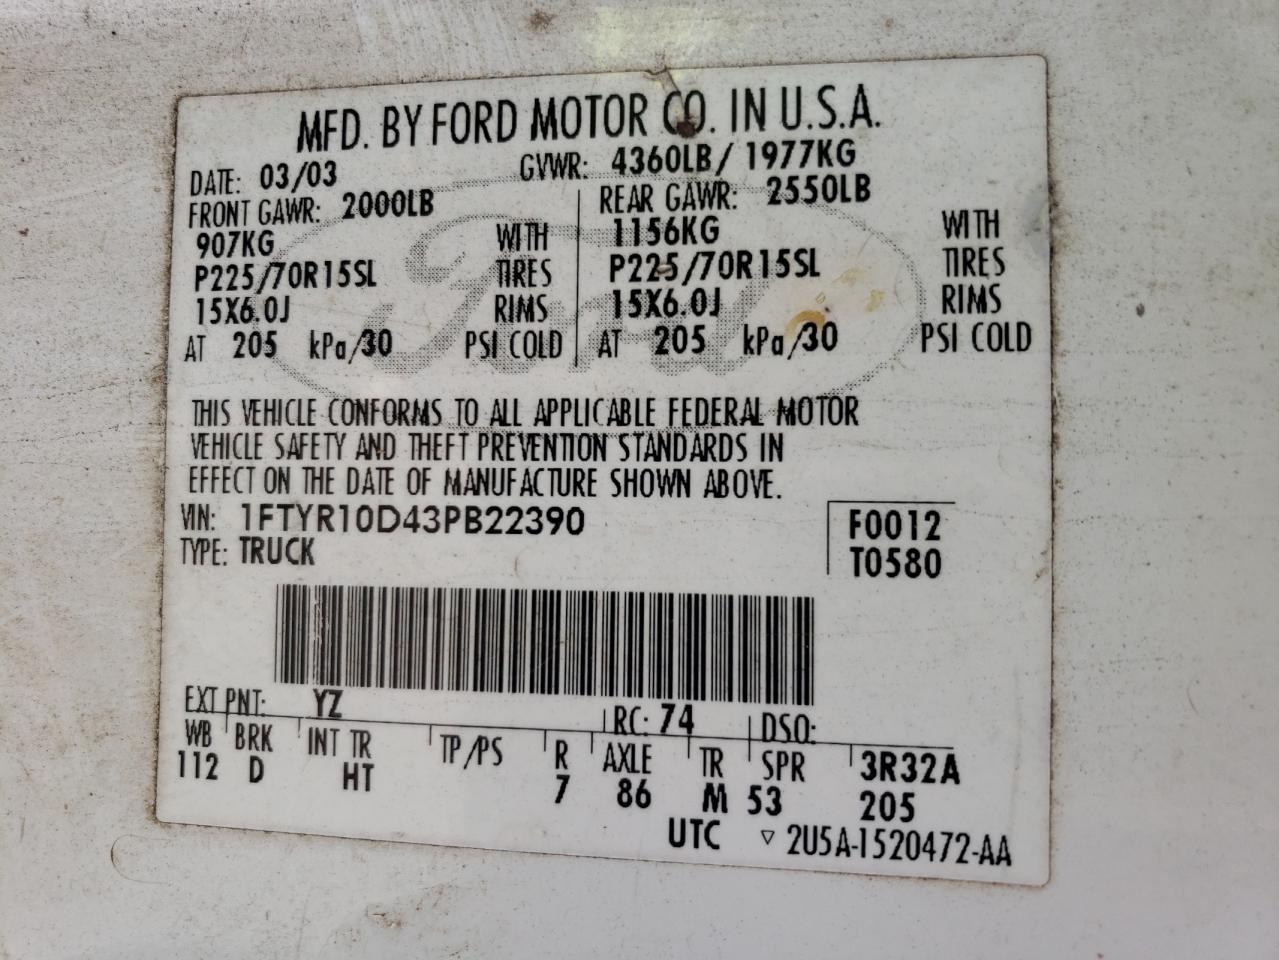 MFD. BY FORD MOTOR CO. IN U.S.A.
DATE: 03/03 GVWR: 4360LB/ 1977KG
FRONT GAWR: 2000LB REAR GAWR: 2550LB
907KG WITH 1156KG WITH
P225/70R15SL TIRES P225/70R15SL TIRES
15X6.0J RIMS 15X6.0J RIMS
AT 205 kPa/30 PSI COLD AT 205 kPa/30 PSI COLD
Ford
THIS VEHICLE CONFORMS TO ALL APPLICABLE FEDERAL MOTOR
VEHICLE SAFETY AND THEFT PREVENTION STANDARDS IN
EFFECT ON THE DATE OF MANUFACTURE SHOWN ABOVE.
VIN: 1FTYR10D43PB22390 F0012
TYPE: TRUCK T0580
EXT PNT: YZ RC: 74 DSO:
WB BRK INT TR TP/PS R AXLE TR SPR 3R32A
112 D HT 7 86 M 53 205
UTC ▽ 2U5A-1520472-AA